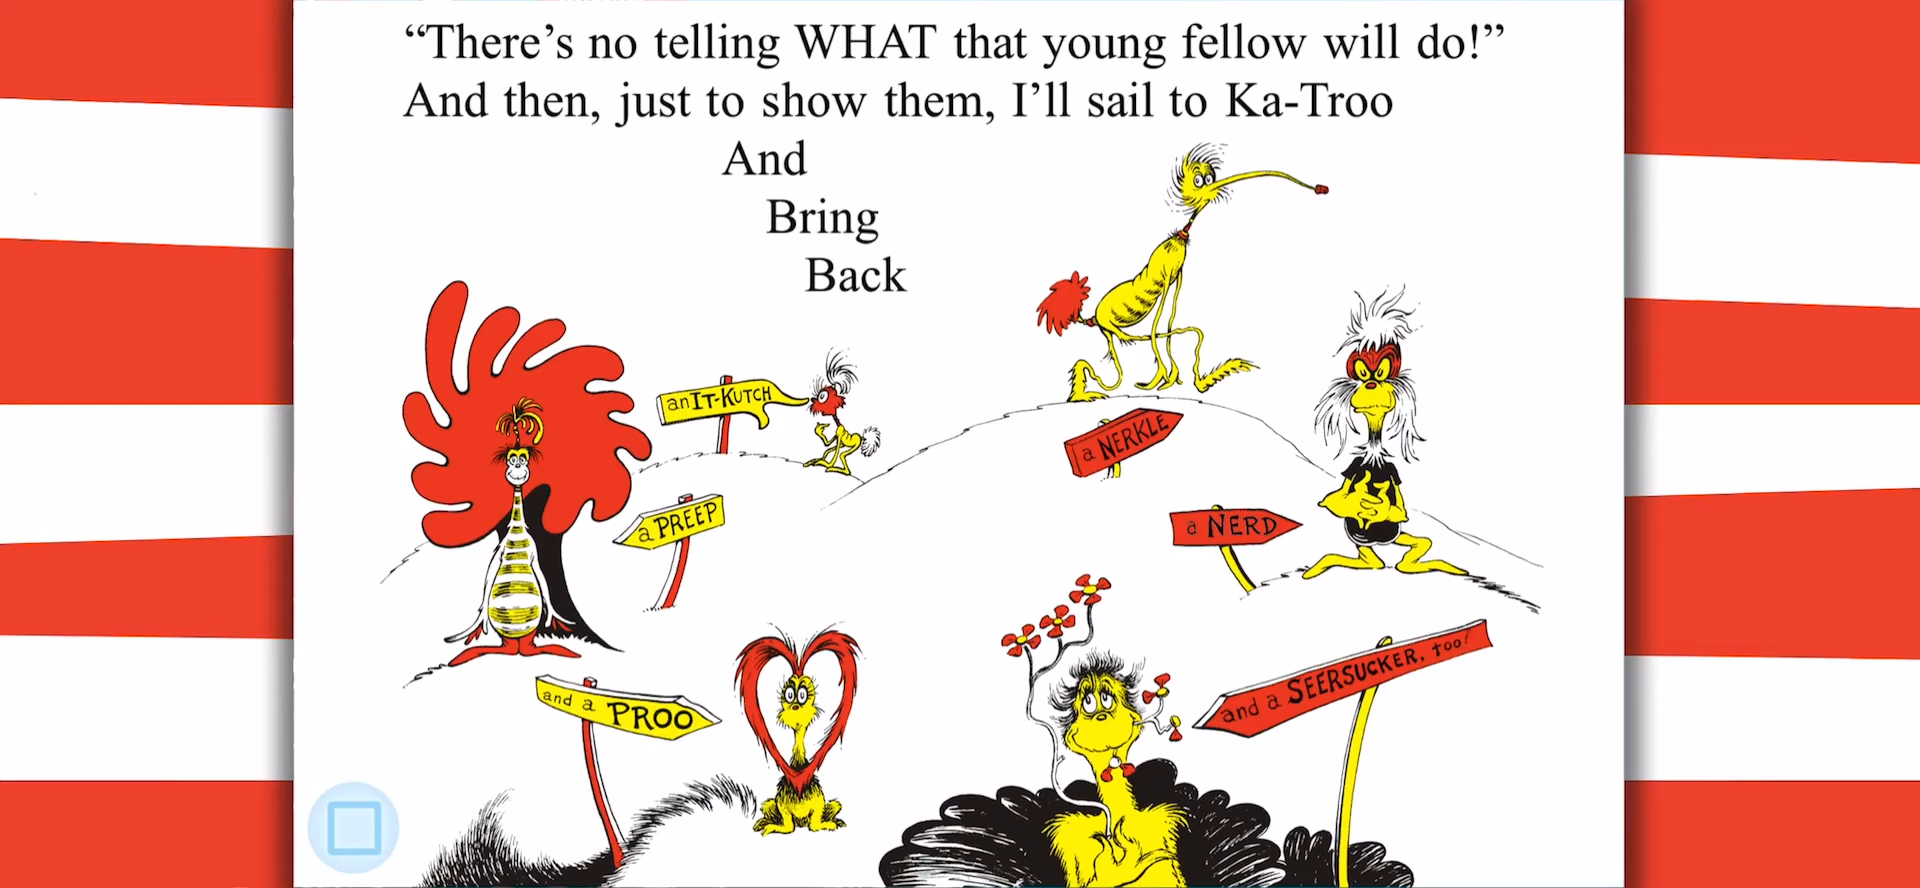 “There’s no telling WHAT that young fellow will do!”
And then, just to show them, I’ll sail to Ka-Troo
And
Bring
Back
an IT-KUTCH
a PREEP
and a PROO
a NERKLE
a NERD
and a SEERSUCKER, too!